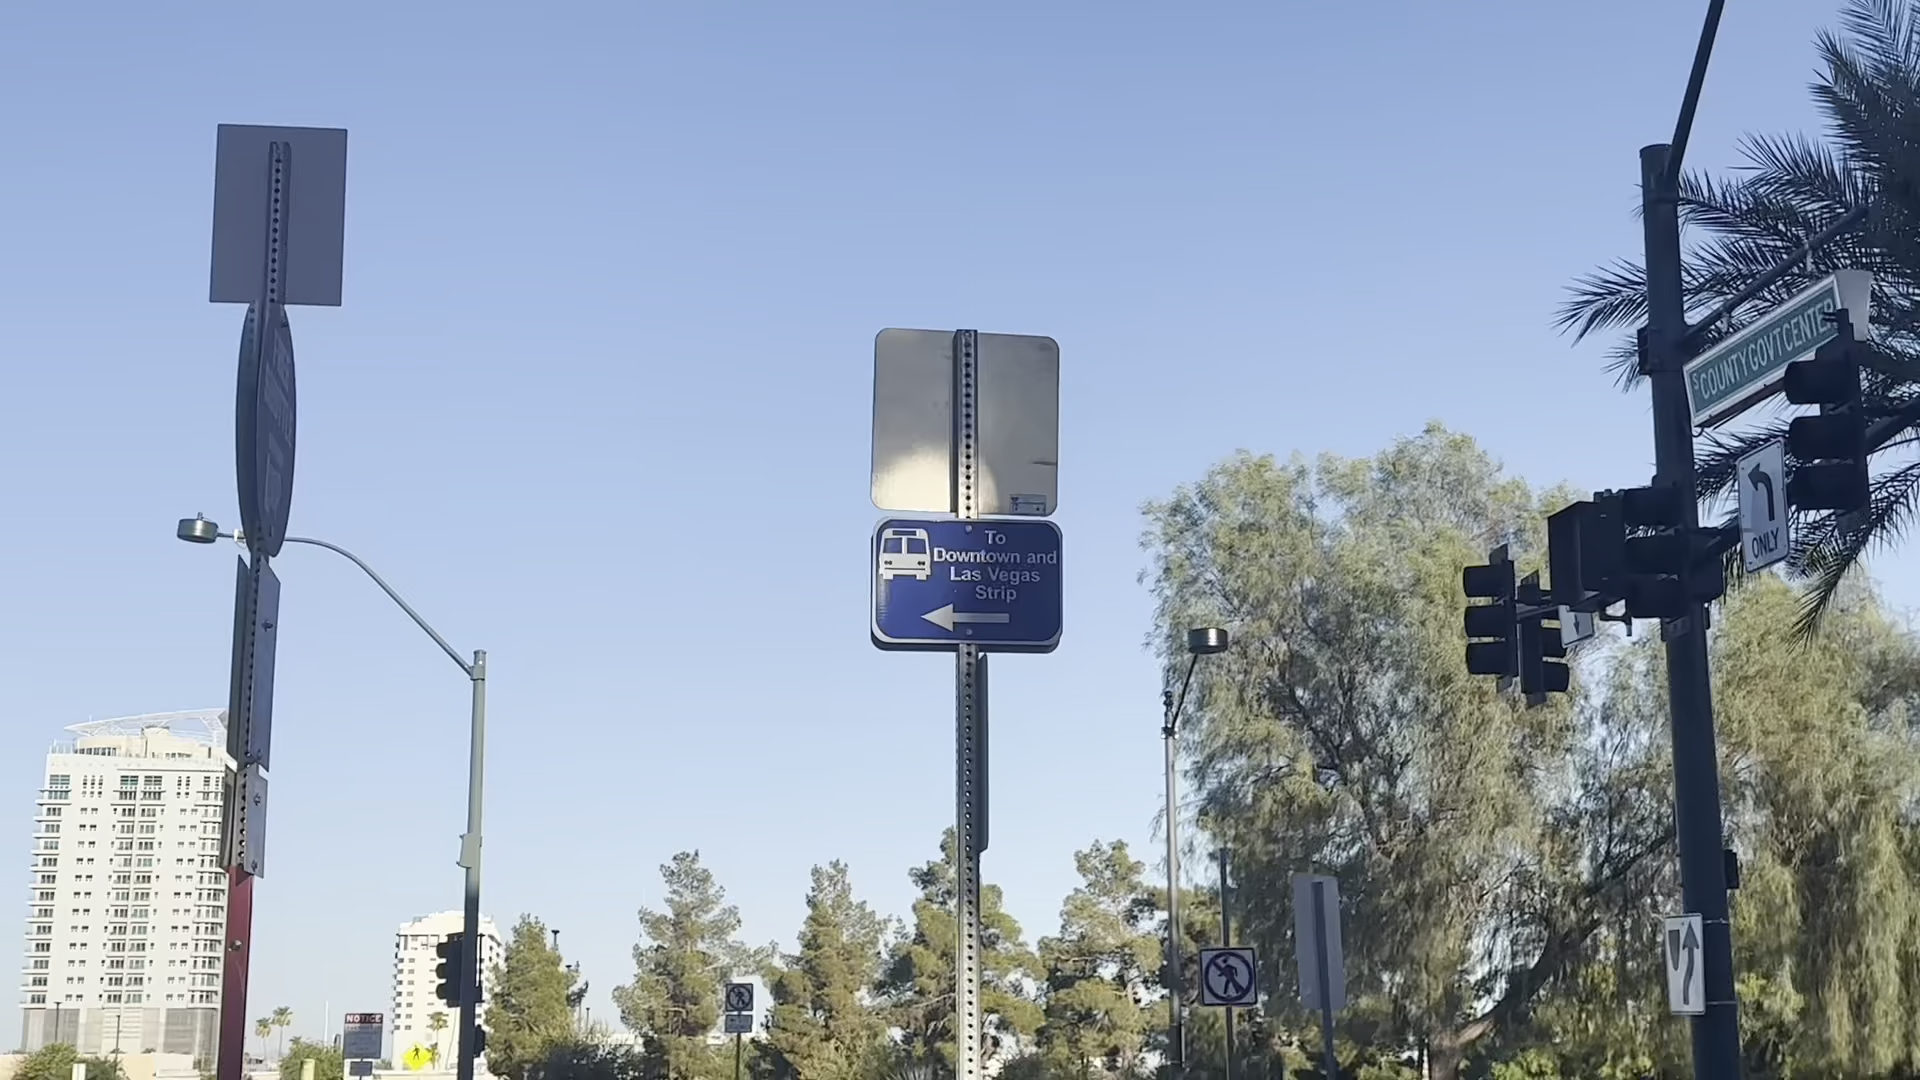 To
Downtown and
Las Vegas
Strip
S COUNTY GOVT CENTER
ONLY
NOTICE